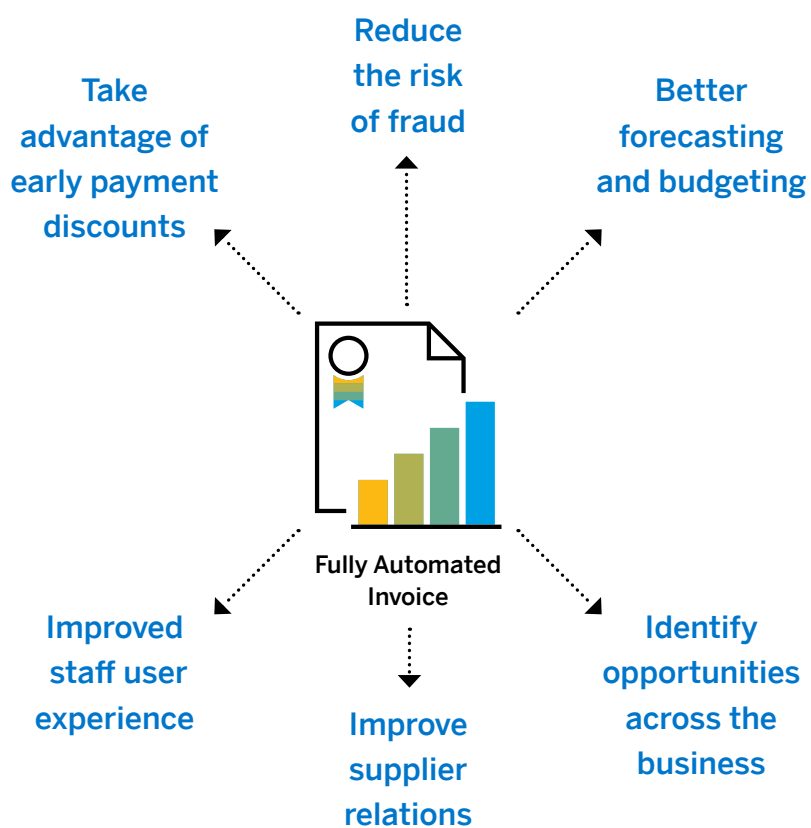 Reduce
the risk
of fraud
Take
advantage of
early payment
discounts
Better
forecasting
and budgeting
Fully Automated
Invoice
Improved
staff user
experience
Improve
supplier
relations
Identify
opportunities
across the
business